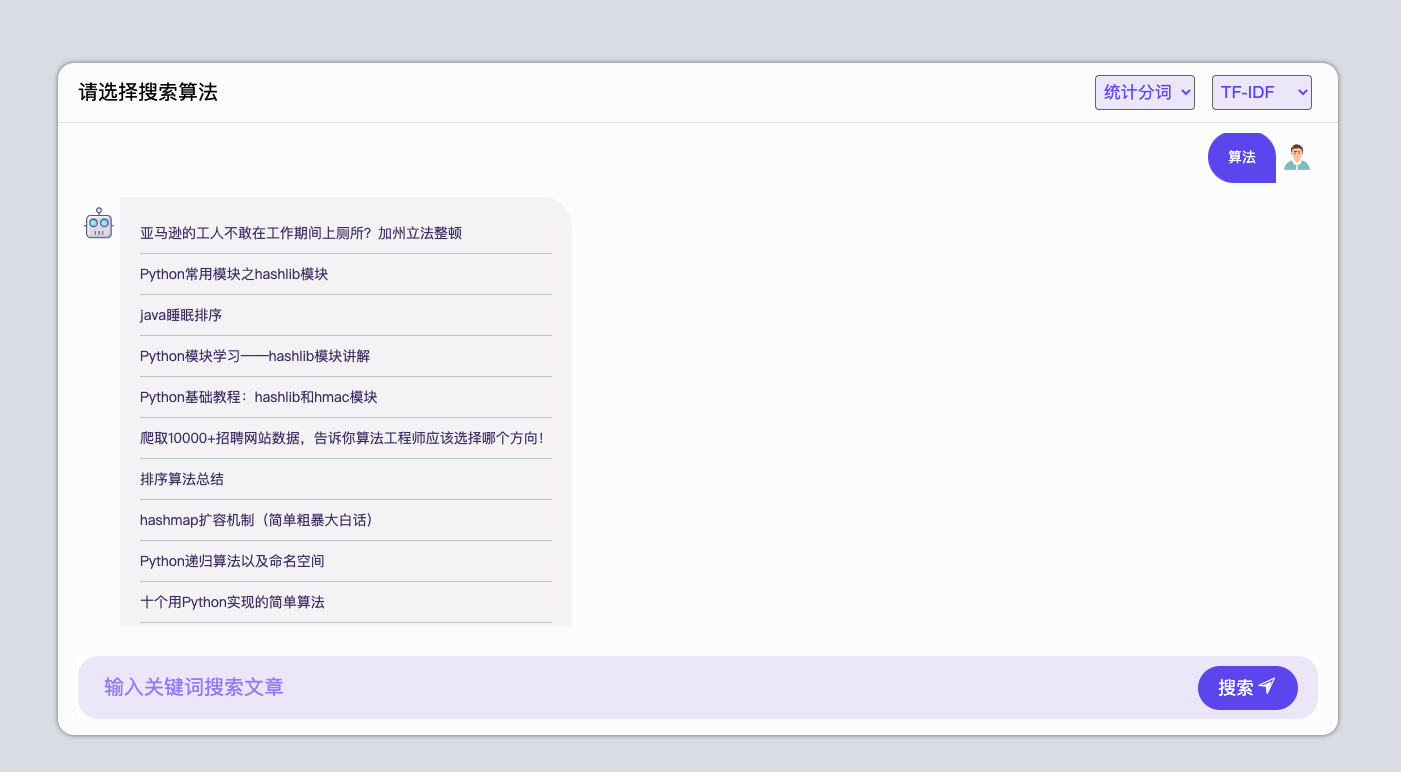 请选择搜索算法
统计分词
TF-IDF
算法
亚马逊的工人不敢在工作期间上厕所？加州立法整顿
Python常用模块之hashlib模块
java睡眠排序
Python模块学习——hashlib模块讲解
Python基础教程：hashlib和hmac模块
爬取10000+招聘网站数据，告诉你算法工程师应该选择哪个方向！
排序算法总结
hashmap扩容机制（简单粗暴大白话）
Python递归算法以及命名空间
十个用Python实现的简单算法
输入关键词搜索文章
搜索